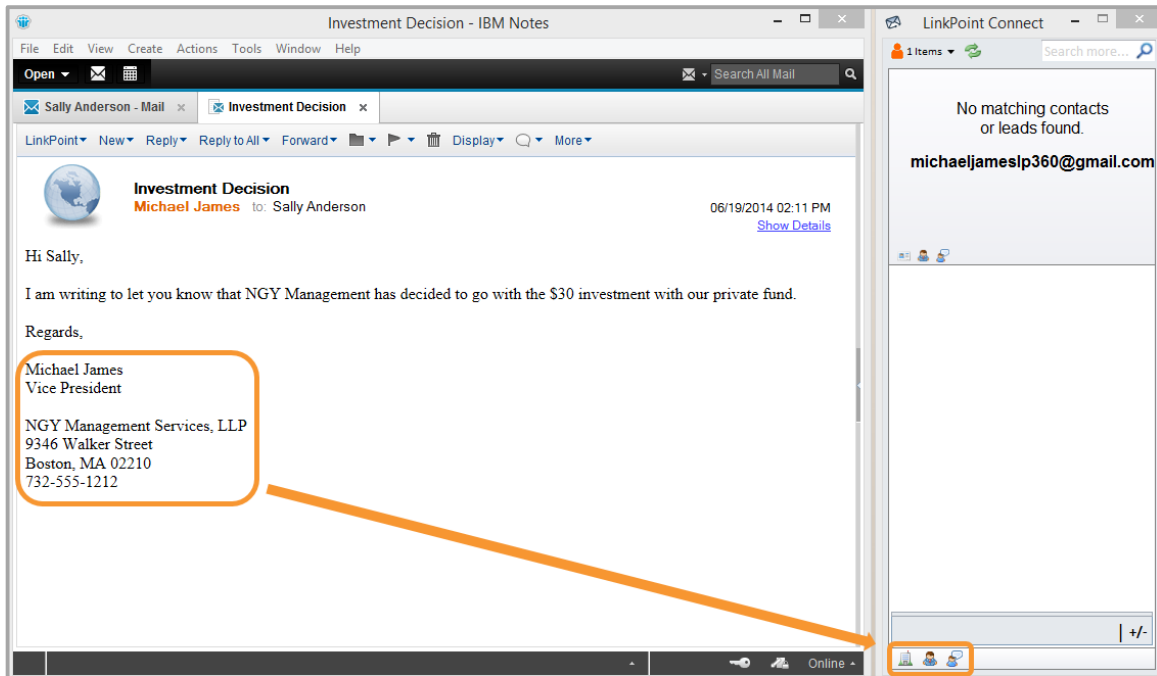 Investment Decision - IBM Notes
File Edit View Create Actions Tools Window Help
Open
Search All Mail
Sally Anderson - Mail
Investment Decision
LinkPoint New Reply Reply to All Forward Display More
Investment Decision
Michael James to: Sally Anderson
06/19/2014 02:11 PM
Show Details
Hi Sally,
I am writing to let you know that NGY Management has decided to go with the $30 investment with our private fund.
Regards,
Michael James
Vice President
NGY Management Services, LLP
9346 Walker Street
Boston, MA 02210
732-555-1212
Online
LinkPoint Connect
1 Items
Search more...
No matching contacts
or leads found.
michaeljameslp360@gmail.com
+/-